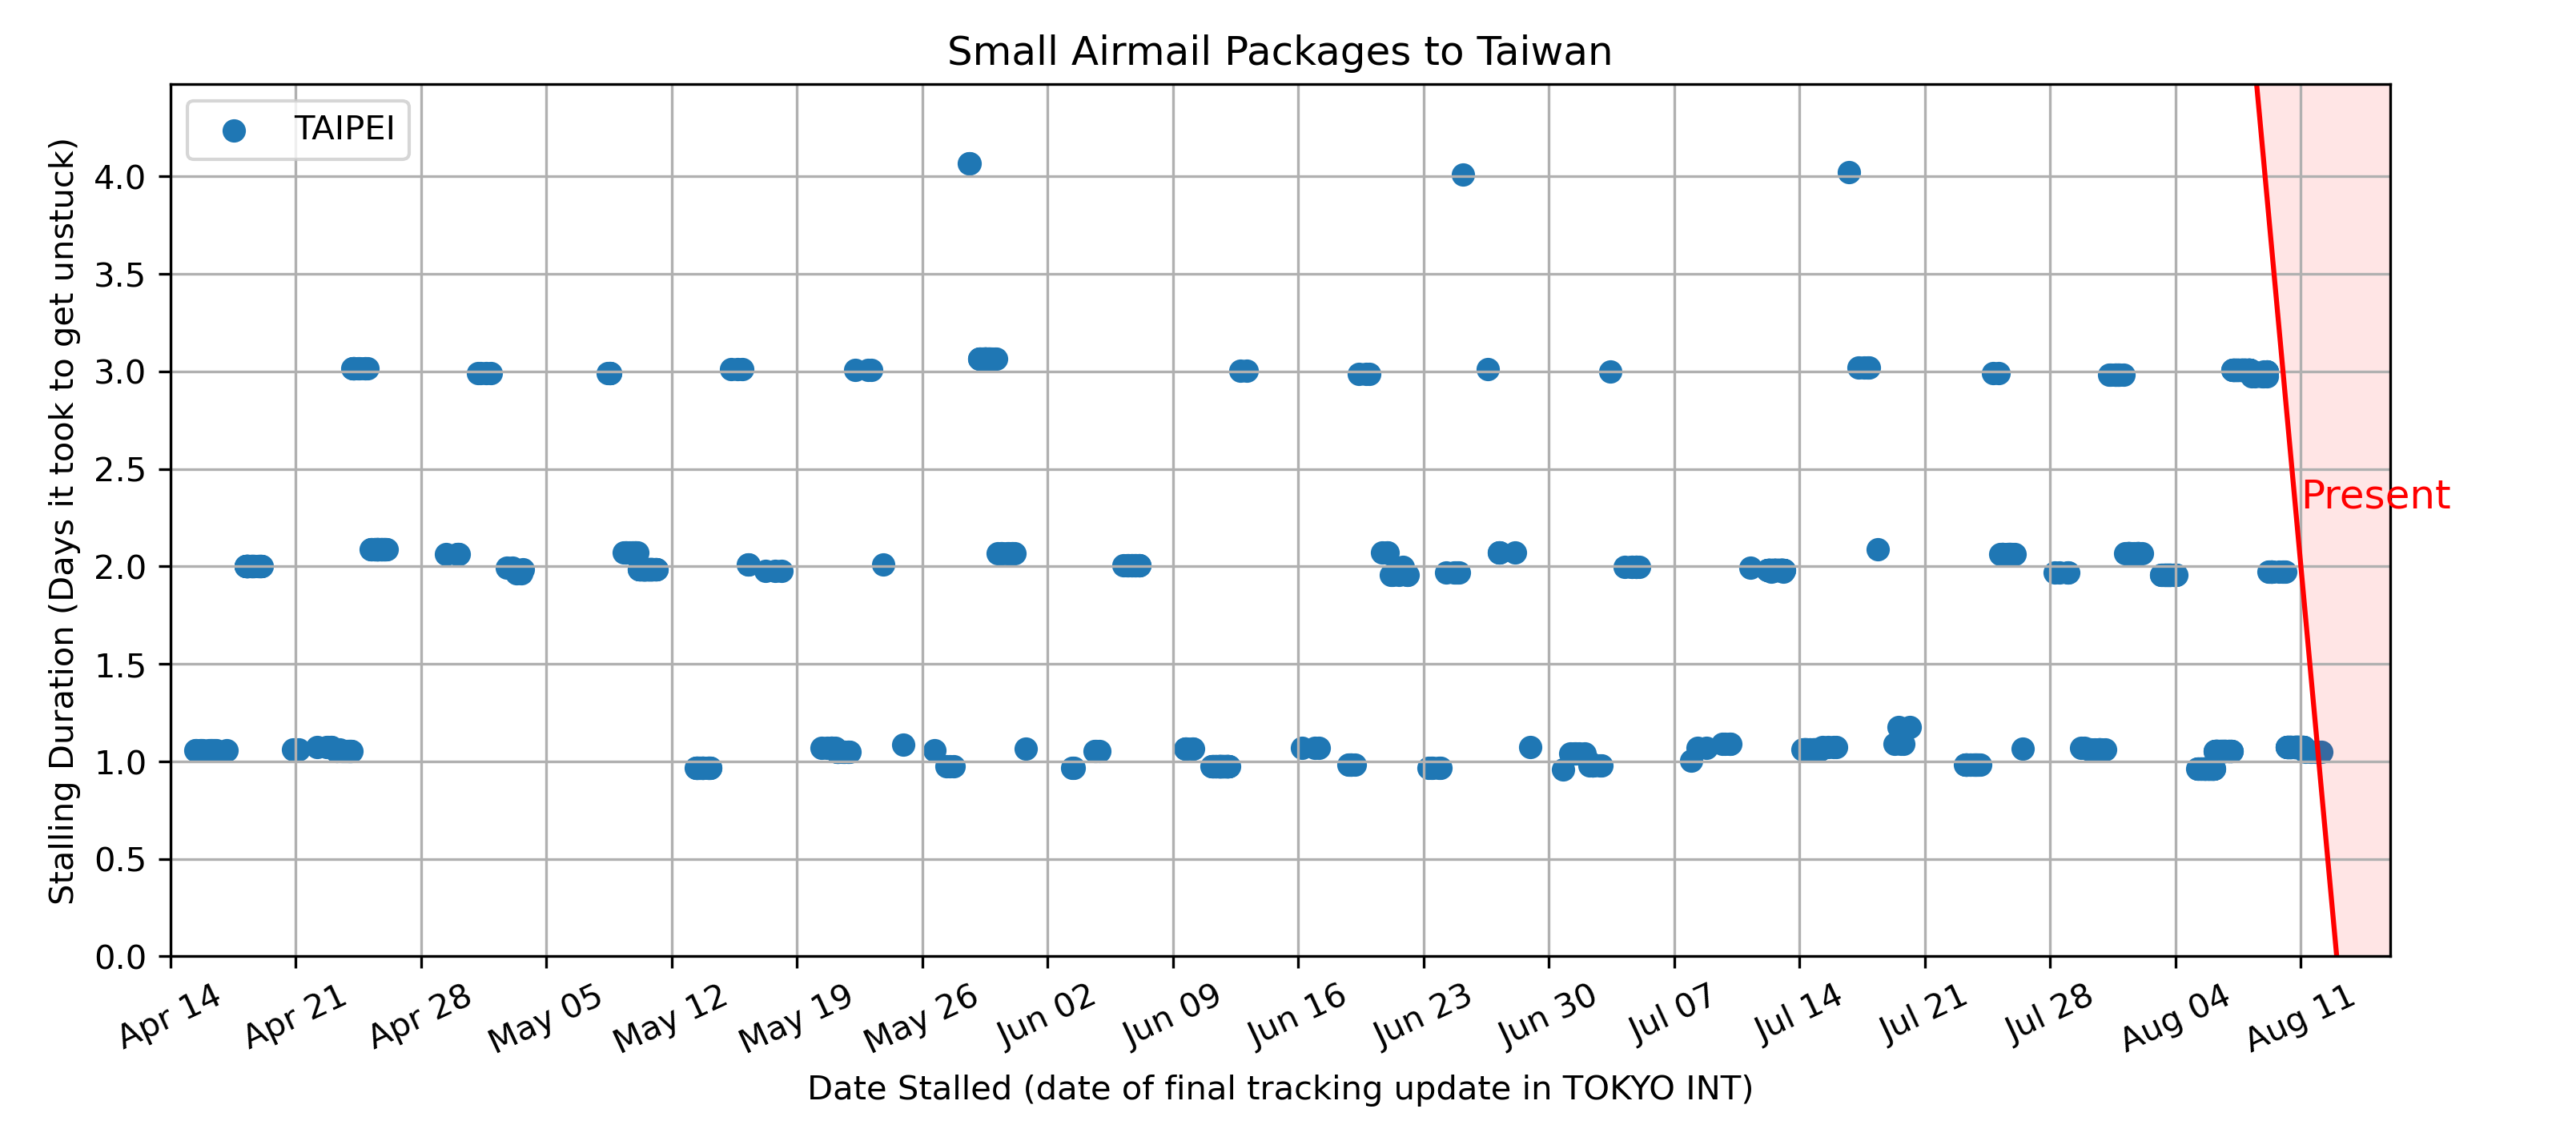 Small Airmail Packages to Taiwan
TAIPEI
Stalling Duration (Days it took to get unstuck)
4.0
3.5
3.0
2.5
2.0
1.5
1.0
0.5
0.0
Present
Apr 14
Apr 21
Apr 28
May 05
May 12
May 19
May 26
Jun 02
Jun 09
Jun 16
Jun 23
Jun 30
Jul 07
Jul 14
Jul 21
Jul 28
Aug 04
Aug 11
Date Stalled (date of final tracking update in TOKYO INT)